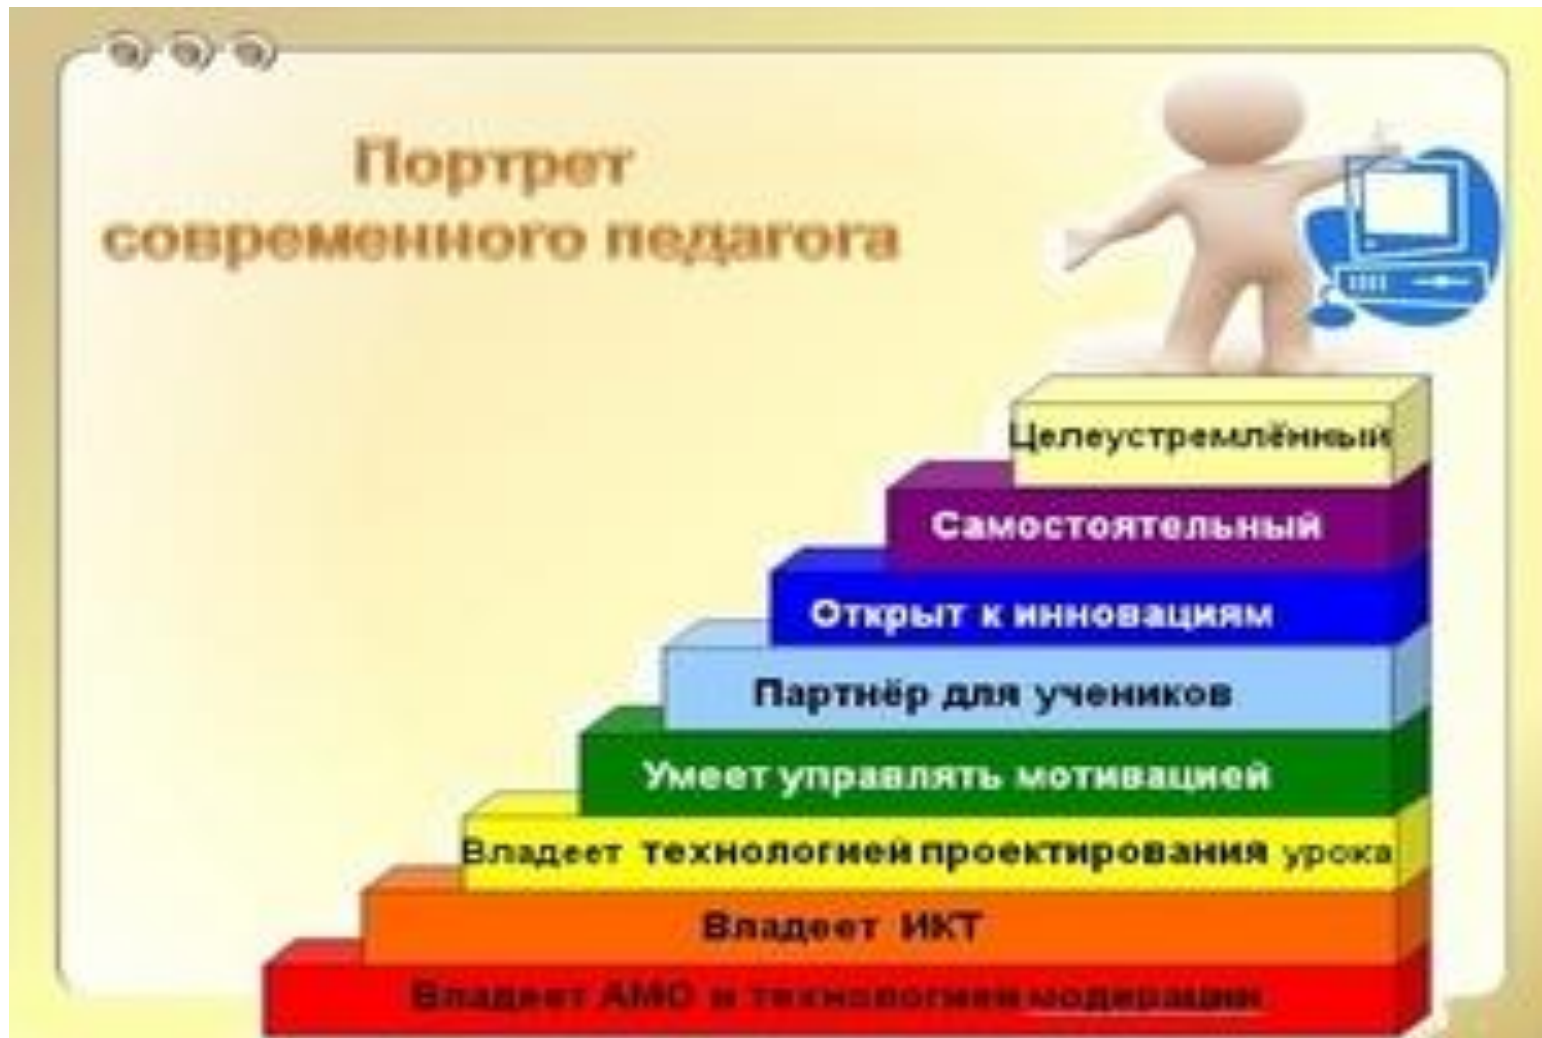 Портрет
современного педагога
Целеустремлённый
Самостоятельный
Открыт к инновациям
Партнёр для учеников
Умеет управлять мотивацией
Владеет технологией проектирования урока
Владеет ИКТ
Владеет АМО и технологией модерации